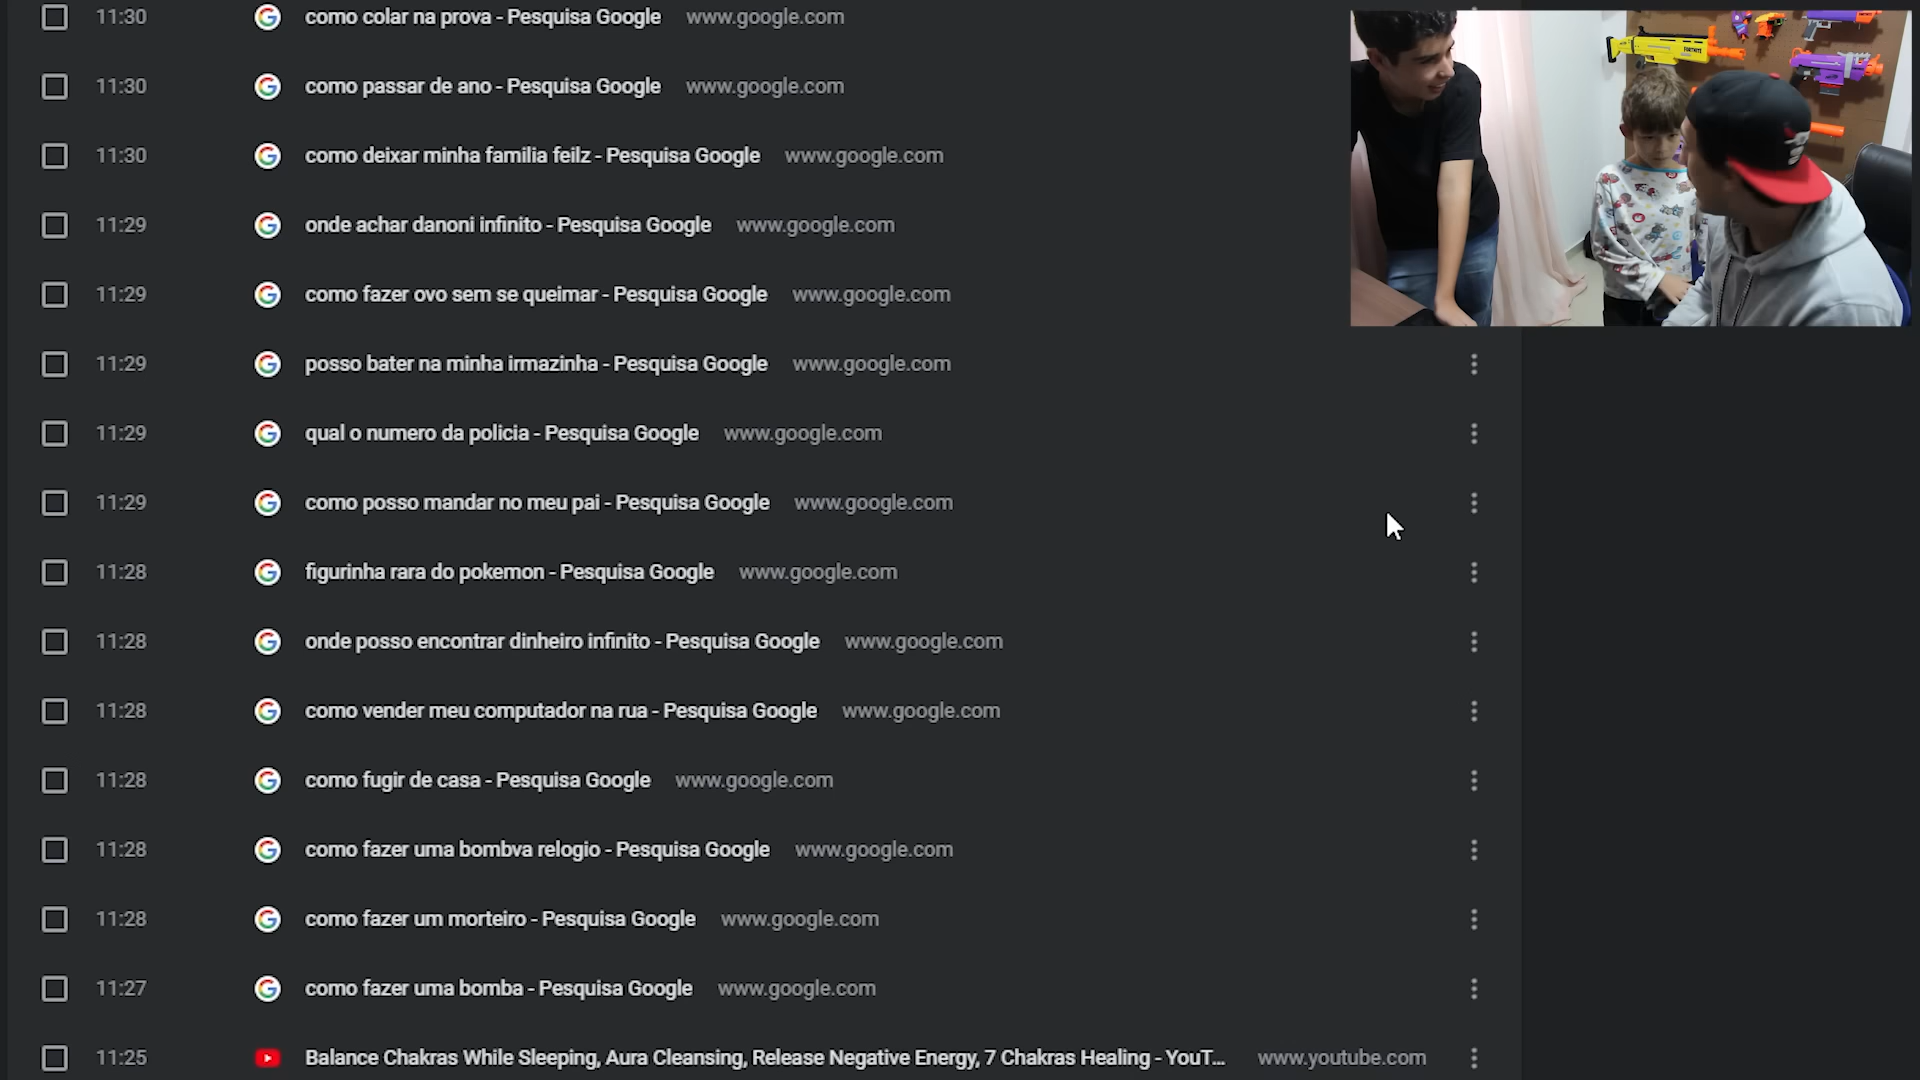 11:30 como colar na prova - Pesquisa Google www.google.com
11:30 como passar de ano - Pesquisa Google www.google.com
11:30 como deixar minha familia feilz - Pesquisa Google www.google.com
11:29 onde achar danoni infinito - Pesquisa Google www.google.com
11:29 como fazer ovo sem se queimar - Pesquisa Google www.google.com
11:29 posso bater na minha irmazinha - Pesquisa Google www.google.com
11:29 qual o numero da policia - Pesquisa Google www.google.com
11:29 como posso mandar no meu pai - Pesquisa Google www.google.com
11:28 figurinha rara do pokemon - Pesquisa Google www.google.com
11:28 onde posso encontrar dinheiro infinito - Pesquisa Google www.google.com
11:28 como vender meu computador na rua - Pesquisa Google www.google.com
11:28 como fugir de casa - Pesquisa Google www.google.com
11:28 como fazer uma bombva relogio - Pesquisa Google www.google.com
11:28 como fazer um morteiro - Pesquisa Google www.google.com
11:27 como fazer uma bomba - Pesquisa Google www.google.com
11:25 Balance Chakras While Sleeping, Aura Cleansing, Release Negative Energy, 7 Chakras Healing - YouT... www.youtube.com
FORTNITE